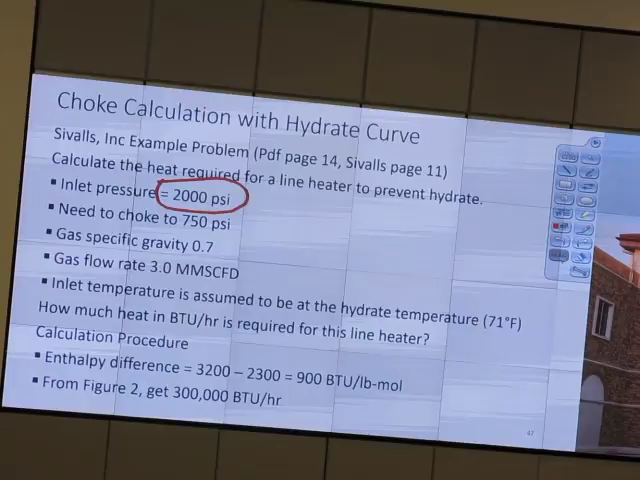 Choke Calculation with Hydrate Curve
Sivalls, Inc Example Problem (Pdf page 14, Sivalls page 11)
Calculate the heat required for a line heater to prevent hydrate.
▪ Inlet pressure = 2000 psi
▪ Need to choke to 750 psi
▪ Gas specific gravity 0.7
▪ Gas flow rate 3.0 MMSCFD
▪ Inlet temperature is assumed to be at the hydrate temperature (71°F)
How much heat in BTU/hr is required for this line heater?
Calculation Procedure
▪ Enthalpy difference = 3200 – 2300 = 900 BTU/lb-mol
▪ From Figure 2, get 300,000 BTU/hr
47